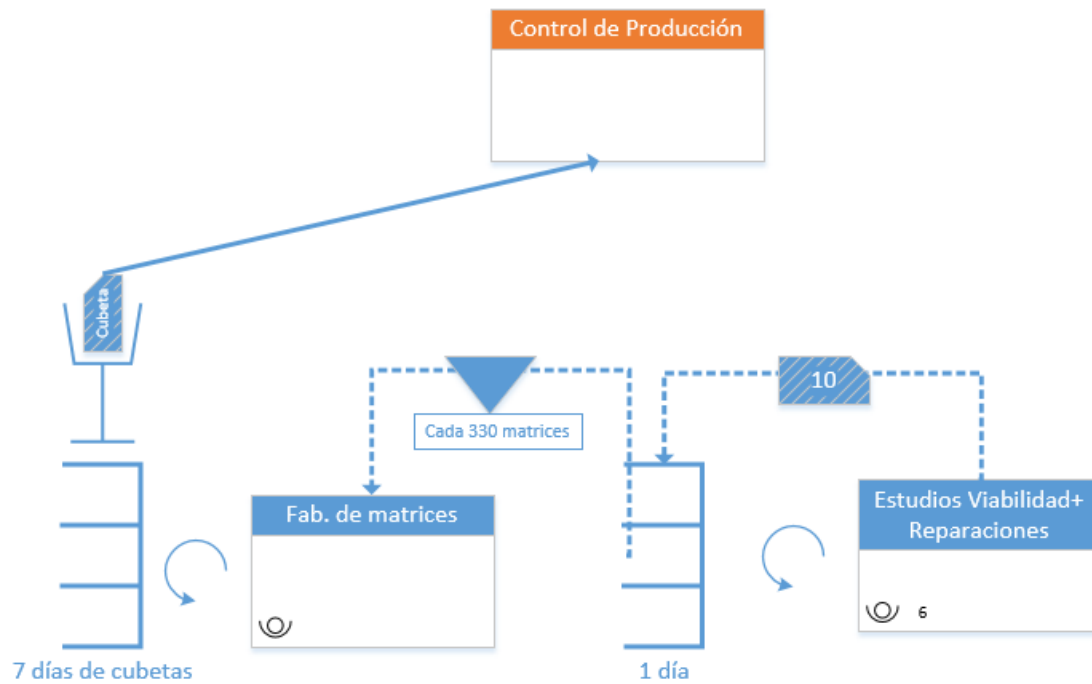 Control de Producción
Cubeta
Cada 330 matrices
10
Fab. de matrices
Estudios Viabilidad+
Reparaciones
6
7 días de cubetas
1 día